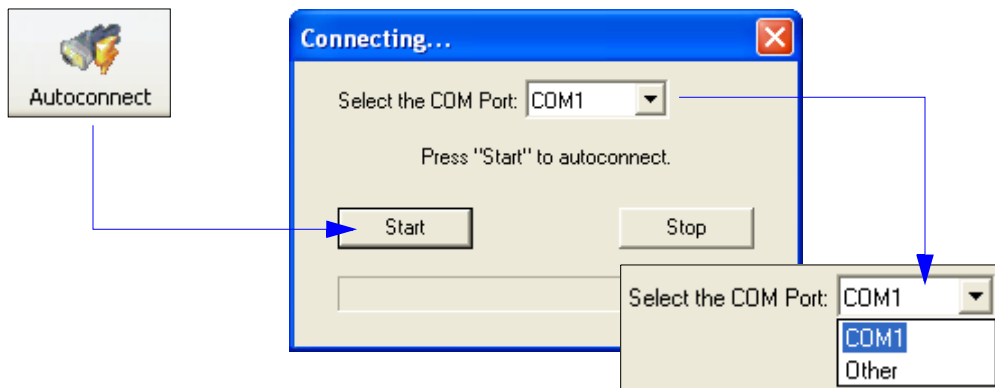 Autoconnect
Connecting...
Select the COM Port: COM1
Press "Start" to autoconnect.
Start
Stop
Select the COM Port: COM1
COM1
Other